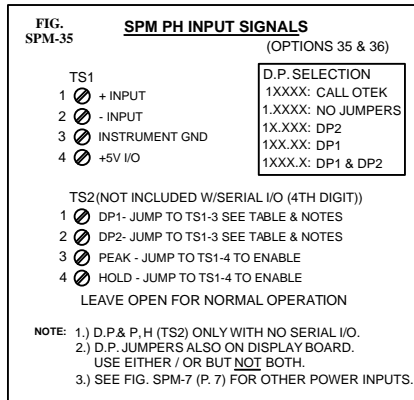 FIG.
SPM-35
SPM PH INPUT SIGNALS
(OPTIONS 35 & 36)
TS1
1 + INPUT
2 - INPUT
3 INSTRUMENT GND
4 +5V I/O
D.P. SELECTION
1XXXX: CALL OTEK
1.XXXX: NO JUMPERS
1X.XXX: DP2
1XX.XX: DP1
1XXX.X: DP1 & DP2
TS2(NOT INCLUDED W/SERIAL I/O (4TH DIGIT))
1 DP1- JUMP TO TS1-3 SEE TABLE & NOTES
2 DP2- JUMP TO TS1-3 SEE TABLE & NOTES
3 PEAK - JUMP TO TS1-4 TO ENABLE
4 HOLD - JUMP TO TS1-4 TO ENABLE
LEAVE OPEN FOR NORMAL OPERATION
NOTE: 1.) D.P.& P, H (TS2) ONLY WITH NO SERIAL I/O.
2.) D.P. JUMPERS ALSO ON DISPLAY BOARD.
USE EITHER / OR BUT NOT BOTH.
3.) SEE FIG. SPM-7 (P. 7) FOR OTHER POWER INPUTS.